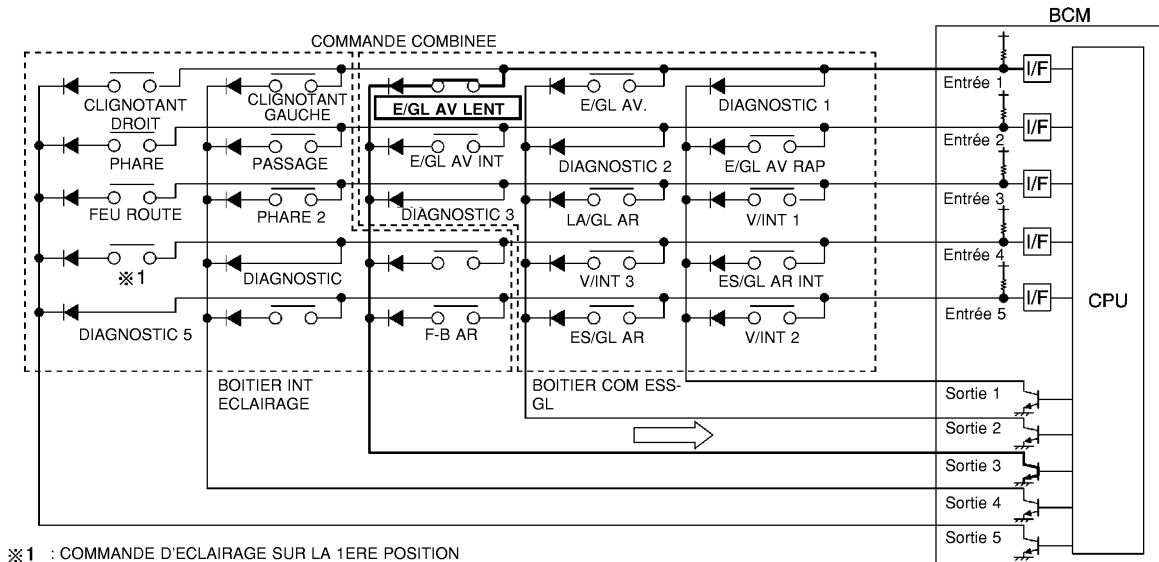 BCM
COMMANDE COMBINEE
CLIGNOTANT DROIT
CLIGNOTANT GAUCHE
E/GL AV LENT
E/GL AV.
DIAGNOSTIC 1
Entrée 1
I/F
PHARE
PASSAGE
E/GL AV INT
DIAGNOSTIC 2
E/GL AV RAP
Entrée 2
I/F
FEU ROUTE
PHARE 2
DIAGNOSTIC 3
LA/GL AR
V/INT 1
Entrée 3
I/F
※1
DIAGNOSTIC
V/INT 3
ES/GL AR INT
Entrée 4
I/F
CPU
DIAGNOSTIC 5
F-B AR
ES/GL AR
V/INT 2
Entrée 5
I/F
BOITIER INT
ECLAIRAGE
BOITIER COM ESS-
GL
Sortie 1
Sortie 2
Sortie 3
Sortie 4
Sortie 5
※1 : COMMANDE D'ECLAIRAGE SUR LA 1ERE POSITION